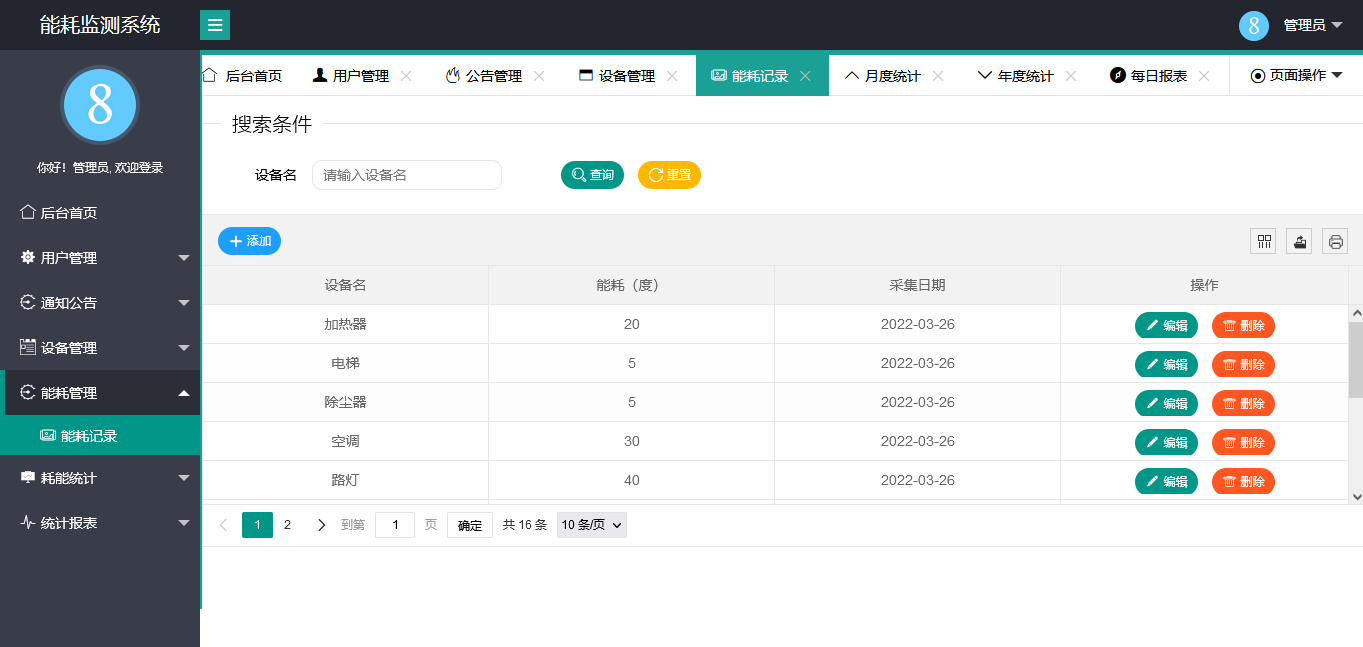 能耗监测系统
8 管理员
8
你好！管理员, 欢迎登录
后台首页
用户管理
通知公告
设备管理
能耗管理
能耗记录
耗能统计
统计报表
后台首页 用户管理 公告管理 设备管理 能耗记录 月度统计 年度统计 每日报表 页面操作
搜索条件
设备名 请输入设备名 查询 重置
添加
设备名 能耗（度） 采集日期 操作
加热器 20 2022-03-26 编辑 删除
电梯 5 2022-03-26 编辑 删除
除尘器 5 2022-03-26 编辑 删除
空调 30 2022-03-26 编辑 删除
路灯 40 2022-03-26 编辑 删除
1 2 到第 1 页 确定 共 16 条 10 条/页